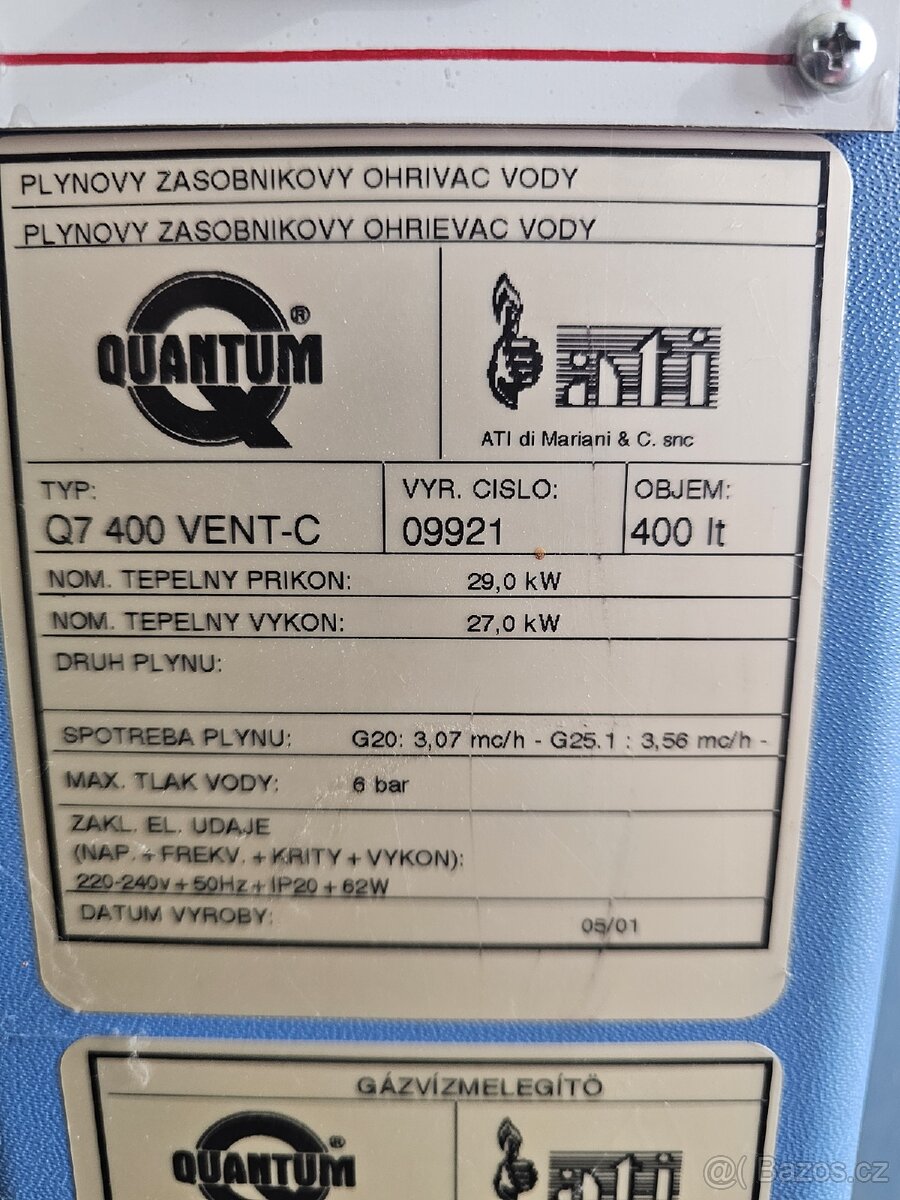 PLYNOVY ZASOBNIKOVY OHRIVAC VODY
PLYNOVY ZASOBNIKOVY OHRIEVAC VODY
QUANTUM®
ati
ATI di Mariani & C. snc
TYP:
Q7 400 VENT-C
VYR. CISLO:
09921
OBJEM:
400 lt
NOM. TEPELNY PRIKON: 29,0 kW
NOM. TEPELNY VYKON: 27,0 kW
DRUH PLYNU:
SPOTREBA PLYNU: G20: 3,07 mc/h - G25.1 : 3,56 mc/h -
MAX. TLAK VODY: 6 bar
ZAKL. EL. UDAJE
(NAP. + FREKV. + KRITY + VYKON):
220-240v + 50Hz + IP20 + 62W
DATUM VYROBY: 05/01
GÁZVÍZMELEGÍTÖ
QUANTUM®
ati
@( Bazos.cz